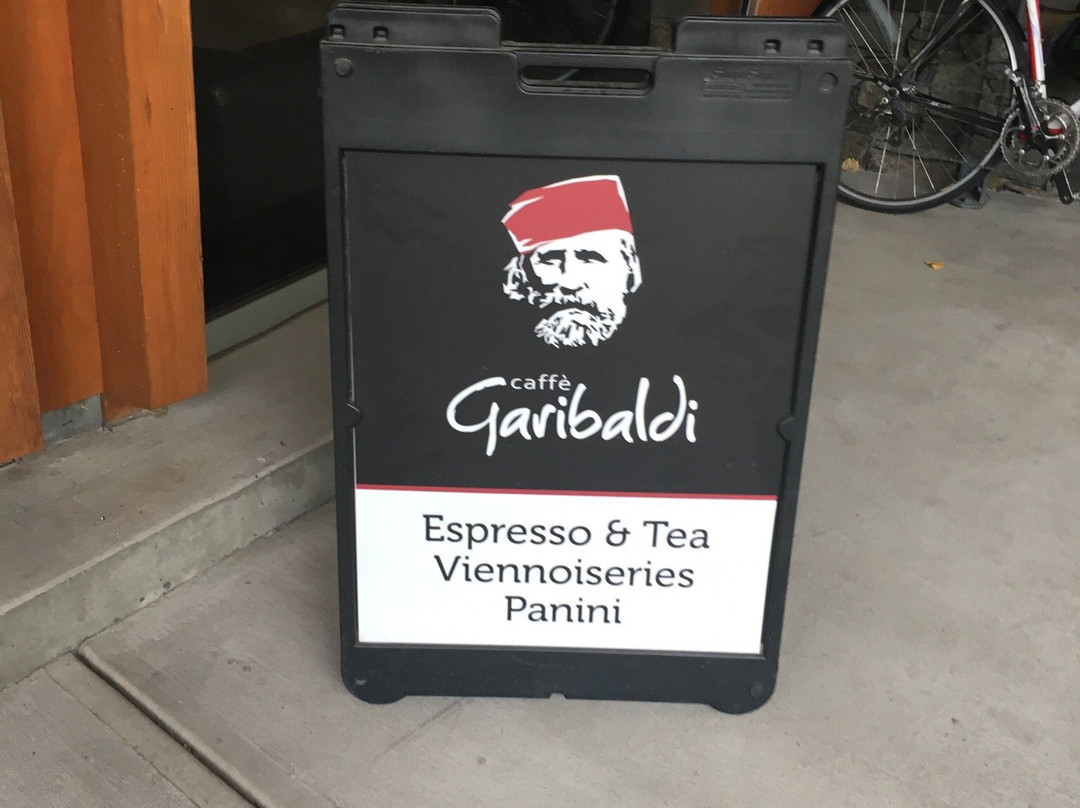 caffè
Garibaldi
Espresso & Tea
Viennoiseries
Panini